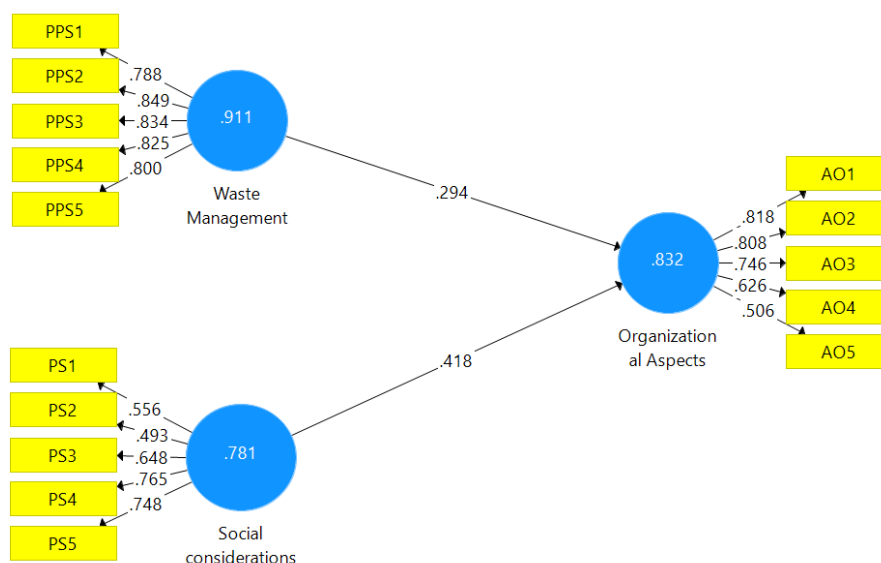 PPS1
PPS2
PPS3
PPS4
PPS5
.788
.849
.834
.825
.800
.911
Waste
Management
.294
AO1
AO2
AO3
AO4
AO5
.818
.808
.746
.626
.506
.832
Organization
al Aspects
.418
PS1
PS2
PS3
PS4
PS5
.556
.493
.648
.765
.748
.781
Social
considerations